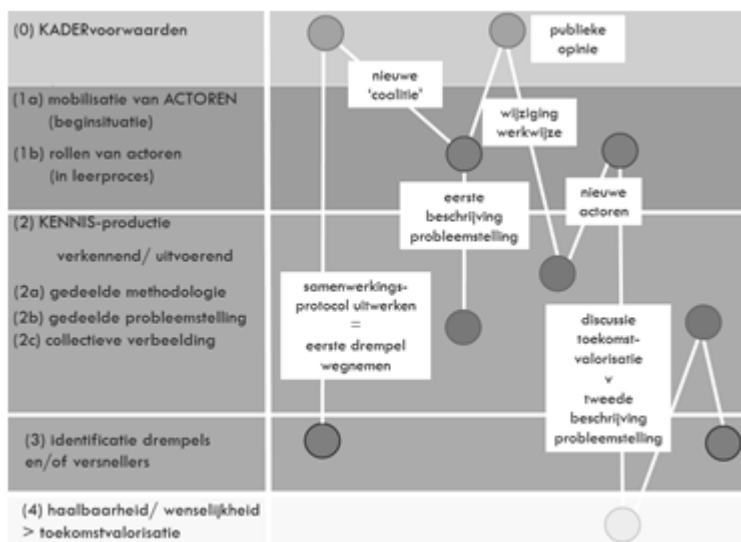 (0) KADERvoorwaarden
(1a) mobilisatie van ACTOREN
(beginsituatie)
(1b) rollen van actoren
(in leerproces)
(2) KENNIS-productie
verkennend/ uitvoerend
(2a) gedeelde methodologie
(2b) gedeelde probleemstelling
(2c) collectieve verbeelding
(3) identificatie drempels
en/of versnellers
(4) haalbaarheid/ wenselijkheid
> toekomstvalorisatie
nieuwe
'coalitie'
publieke
opinie
wijziging
werkwijze
eerste
beschrijving
probleemstelling
nieuwe
actoren
samenwerkings-
protocol uitwerken
=
eerste drempel
wegnemen
discussie
toekomst-
valorisatie
v
tweede
beschrijving
probleemstelling